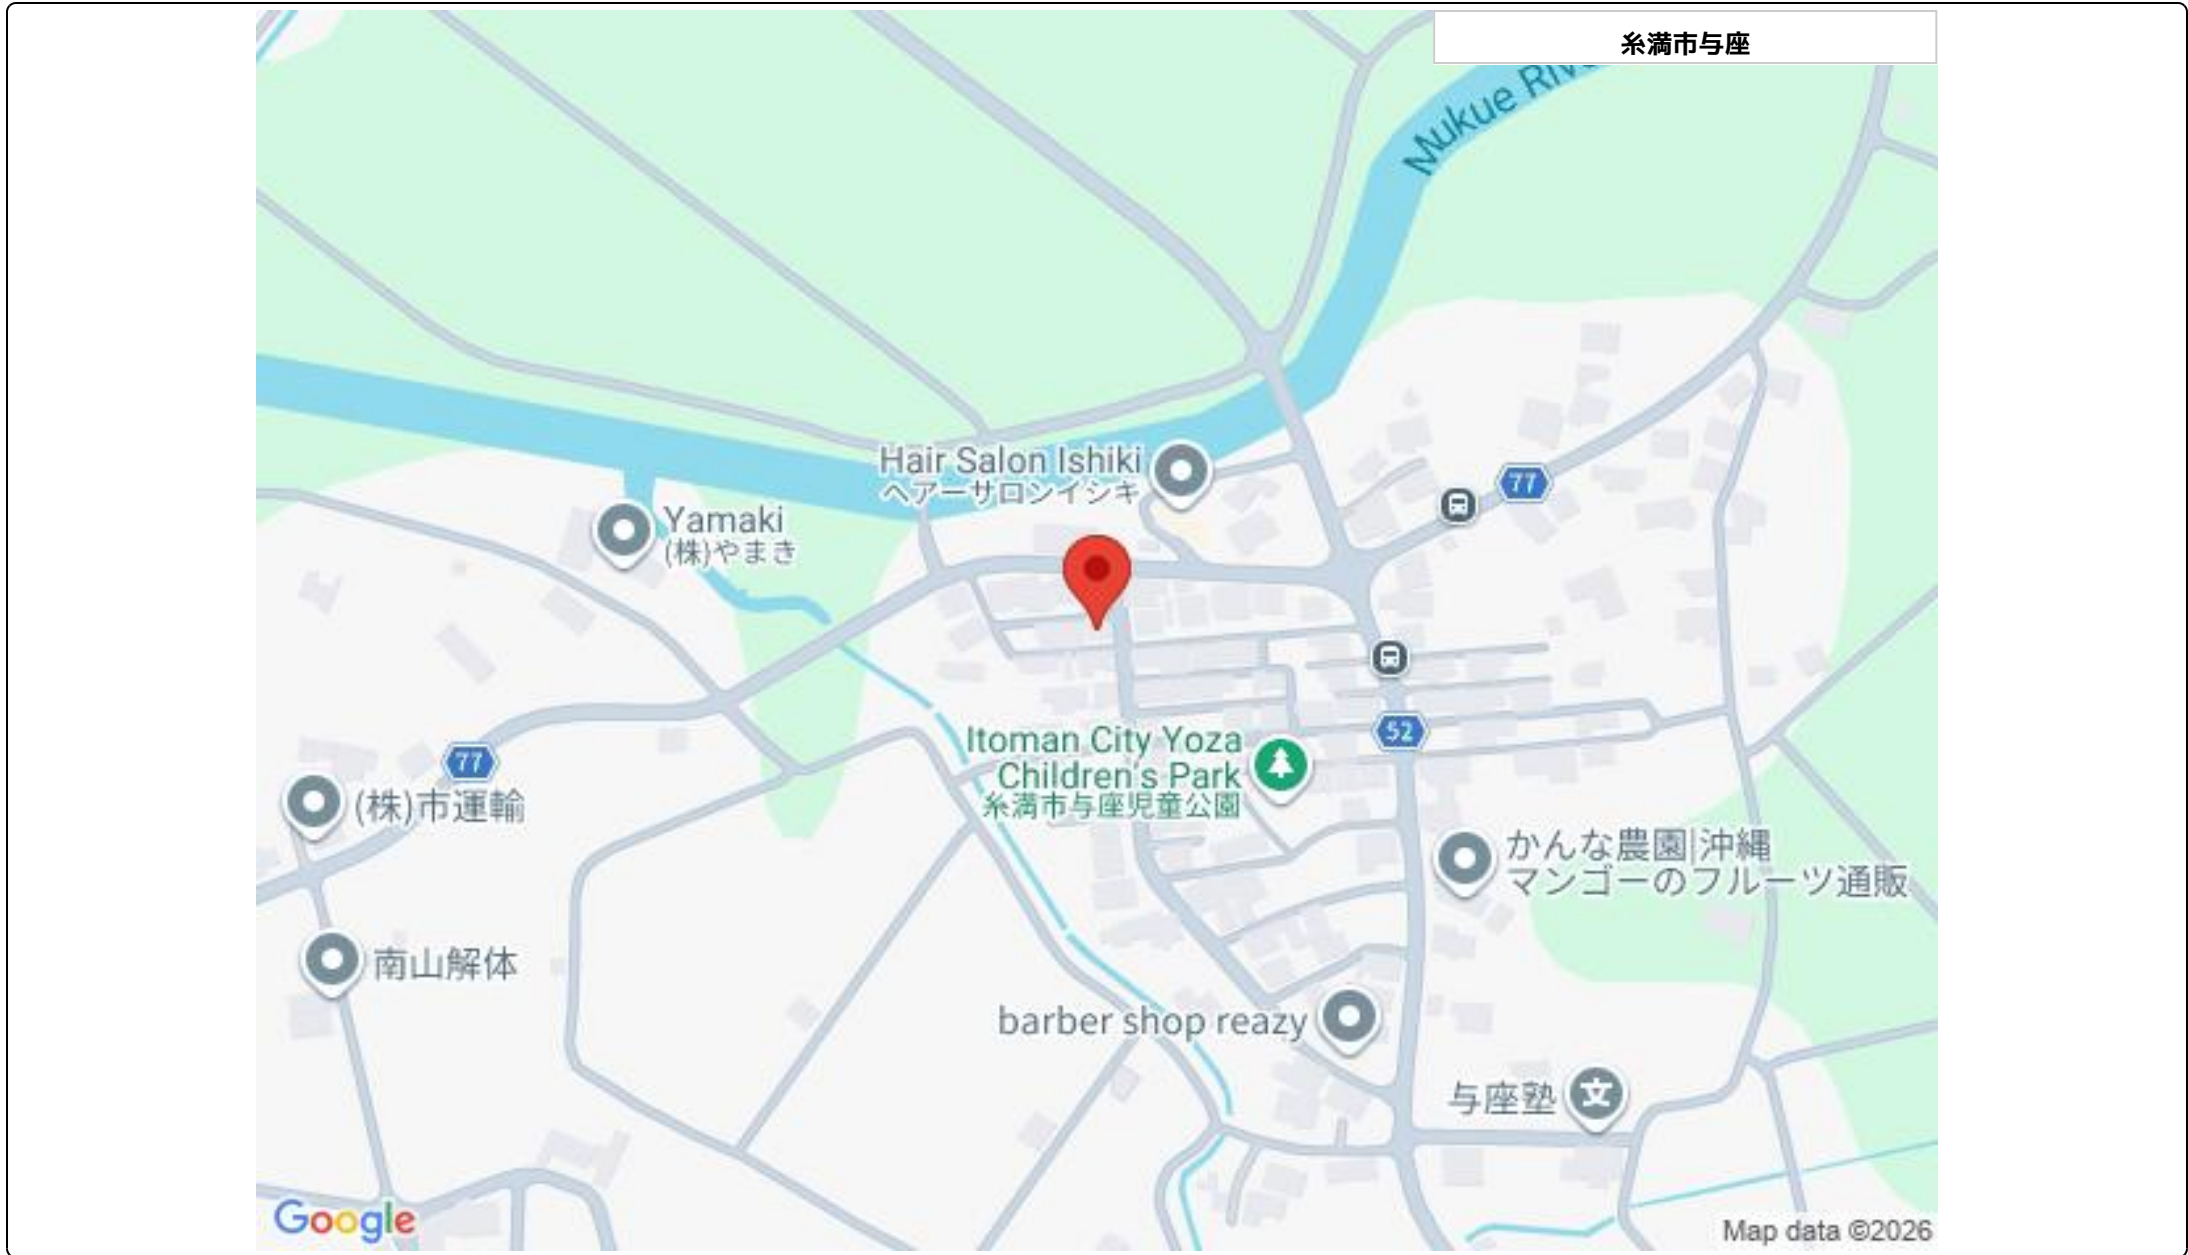 糸満市与座
Mukue
77
Hair Salon Ishiki
ヘアーサロンイシキ
Yamaki
(株)やまき
52
Itoman City Yoza
Children's Park
糸満市与座児童公園
77
(株)市運輸
かんな農園|沖縄
マンゴーのフルーツ通販
南山解体
barber shop reazy
与座塾
文
Google
Map data ©2026